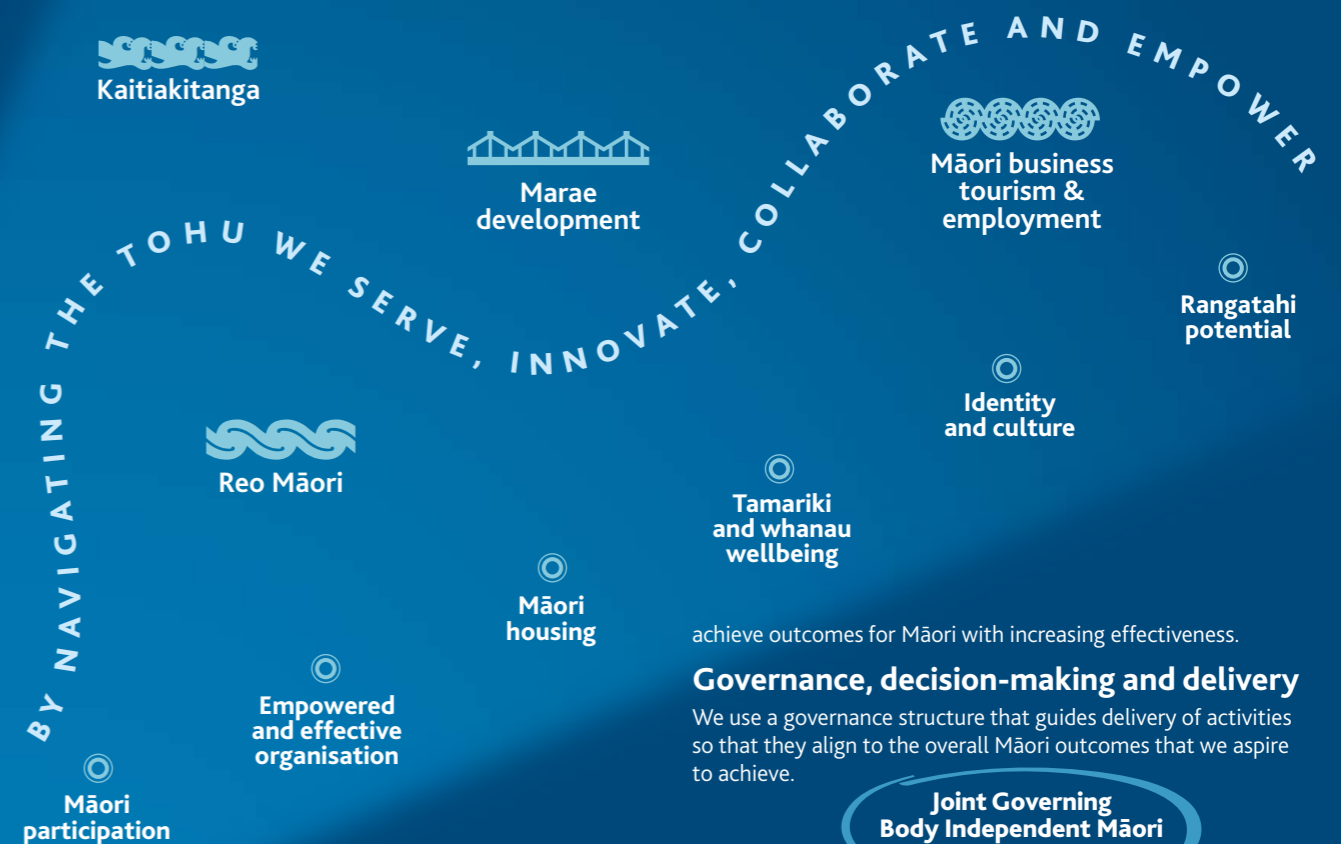 Kaitiakitanga
Marae
development
Māori business
tourism &
employment
BY NAVIGATING THE TOHU WE SERVE, INNOVATE, COLLABORATE AND EMPOWER
Rangatahi
potential
Identity
and culture
Reo Māori
Tamariki
and whanau
wellbeing
Māori
housing
Empowered
and effective
organisation
Māori
participation
achieve outcomes for Māori with increasing effectiveness.
Governance, decision-making and delivery
We use a governance structure that guides delivery of activities
so that they align to the overall Māori outcomes that we aspire
to achieve.
Joint Governing
Body Independent Māori